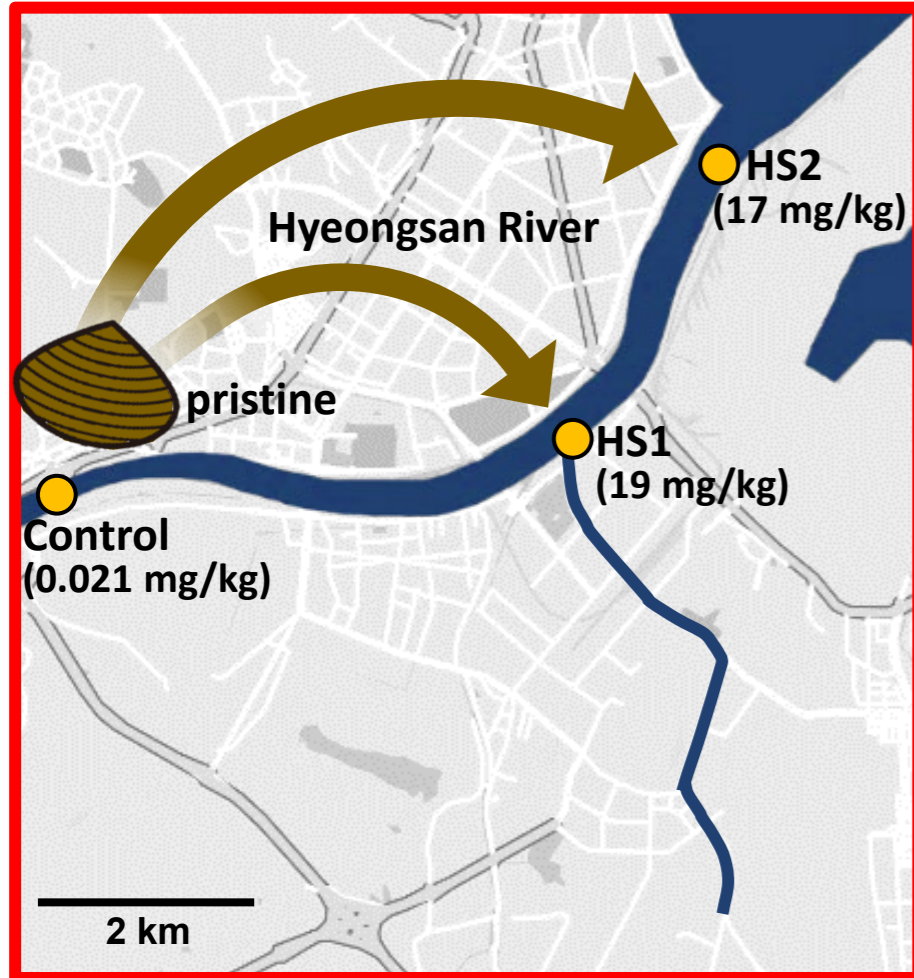 HS2
(17 mg/kg)
Hyeongsan River
pristine
HS1
(19 mg/kg)
Control
(0.021 mg/kg)
2 km